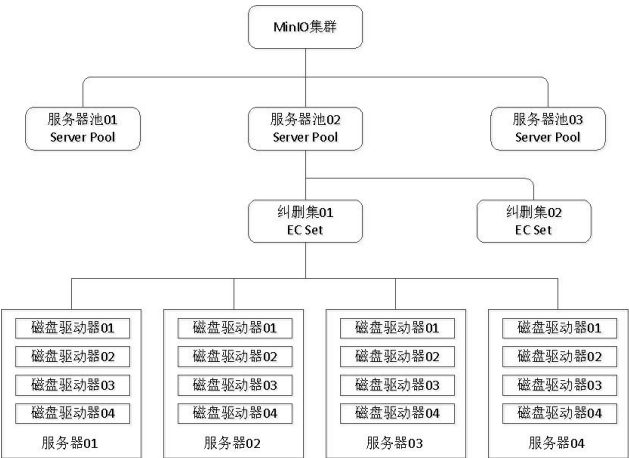 MinIO集群
服务器池01
Server Pool
服务器池02
Server Pool
服务器池03
Server Pool
纠删集01
EC Set
纠删集02
EC Set
磁盘驱动器01
磁盘驱动器02
磁盘驱动器03
磁盘驱动器04
服务器01
磁盘驱动器01
磁盘驱动器02
磁盘驱动器03
磁盘驱动器04
服务器02
磁盘驱动器01
磁盘驱动器02
磁盘驱动器03
磁盘驱动器04
服务器03
磁盘驱动器01
磁盘驱动器02
磁盘驱动器03
磁盘驱动器04
服务器04